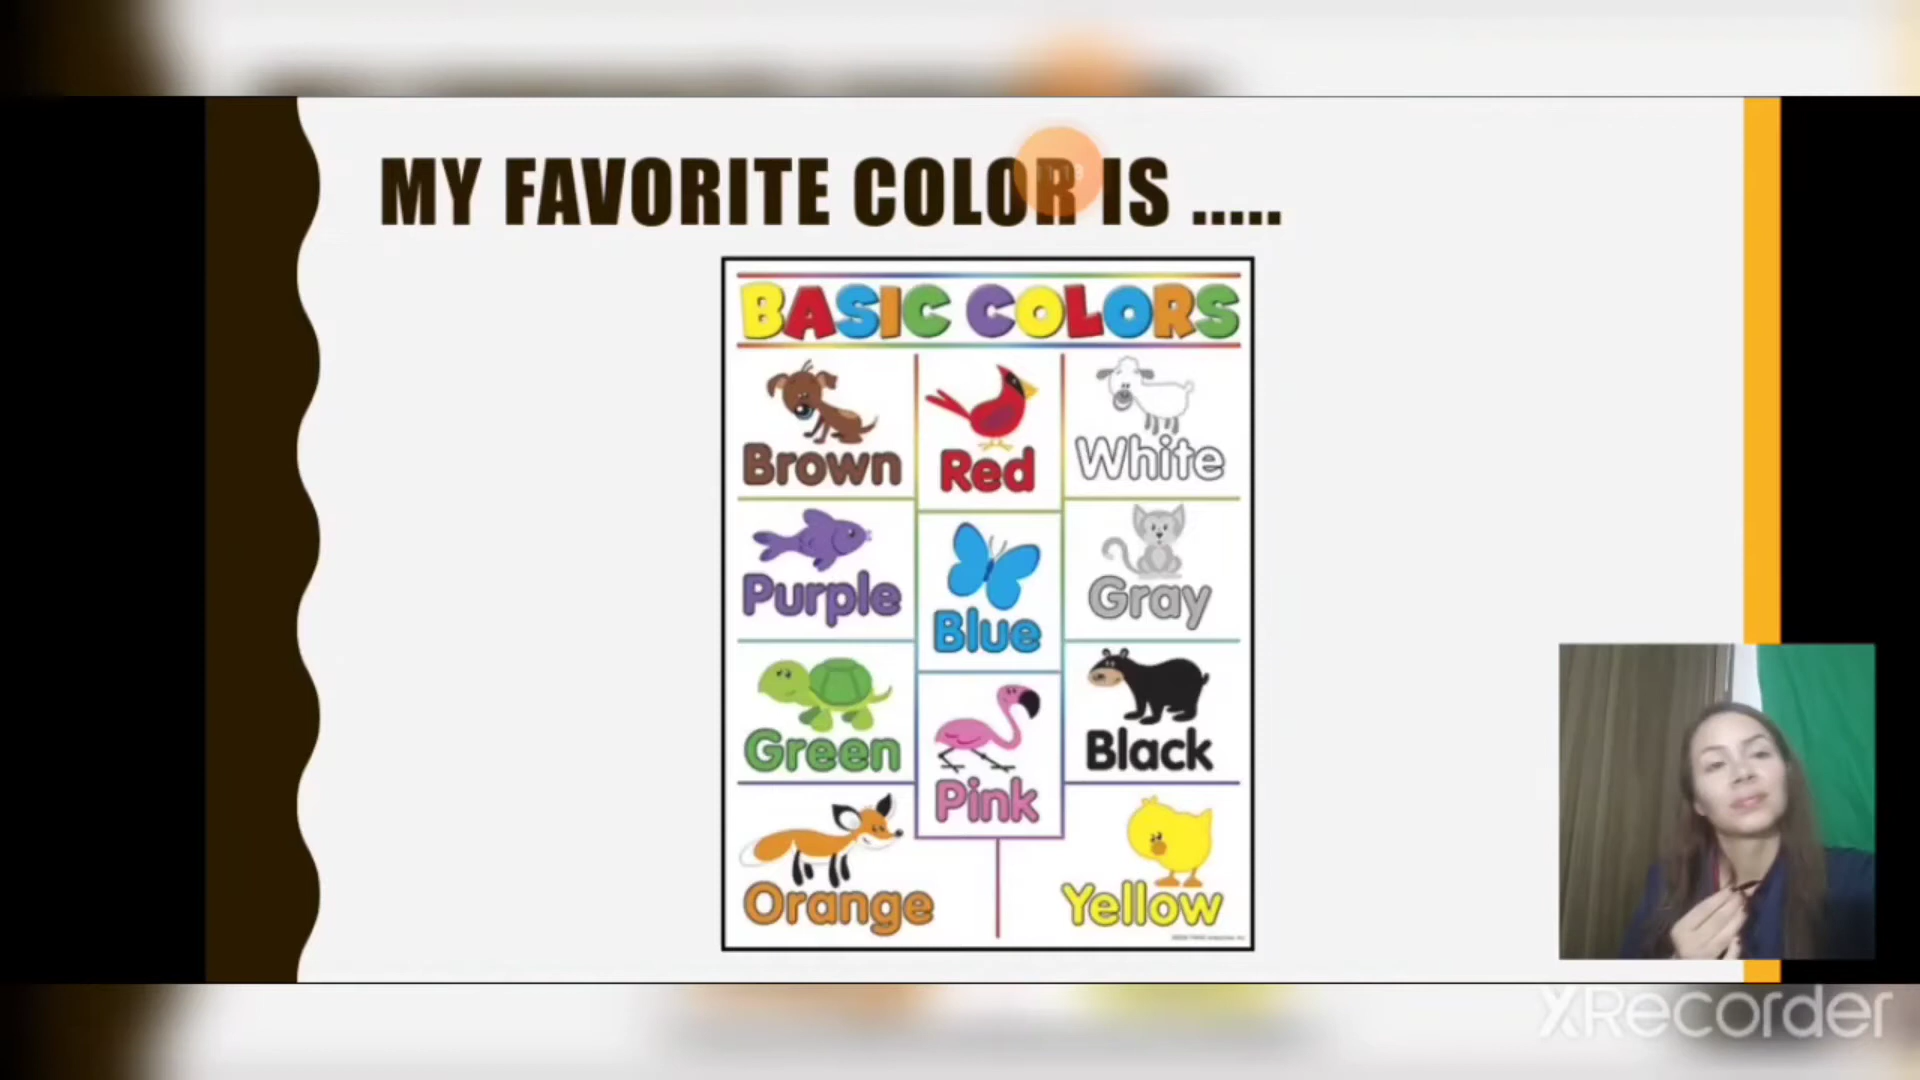 MY FAVORITE COLOR IS .....
BASIC COLORS
Brown
Red
White
Purple
Blue
Gray
Green
Pink
Black
Orange
Yellow
XRecorder